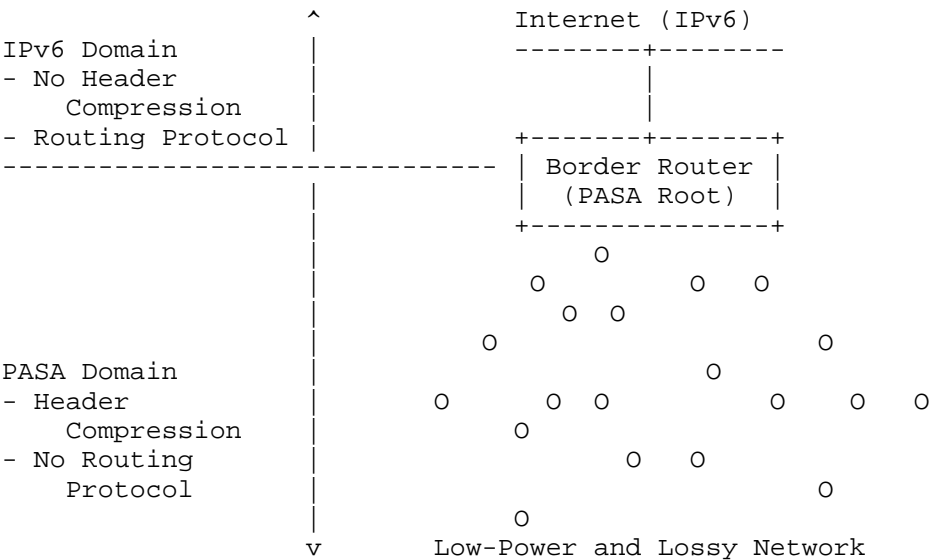 Internet (IPv6)
IPv6 Domain
- No Header
Compression
- Routing Protocol
Border Router
(PASA Root)
PASA Domain
- Header
Compression
- No Routing
Protocol
Low-Power and Lossy Network